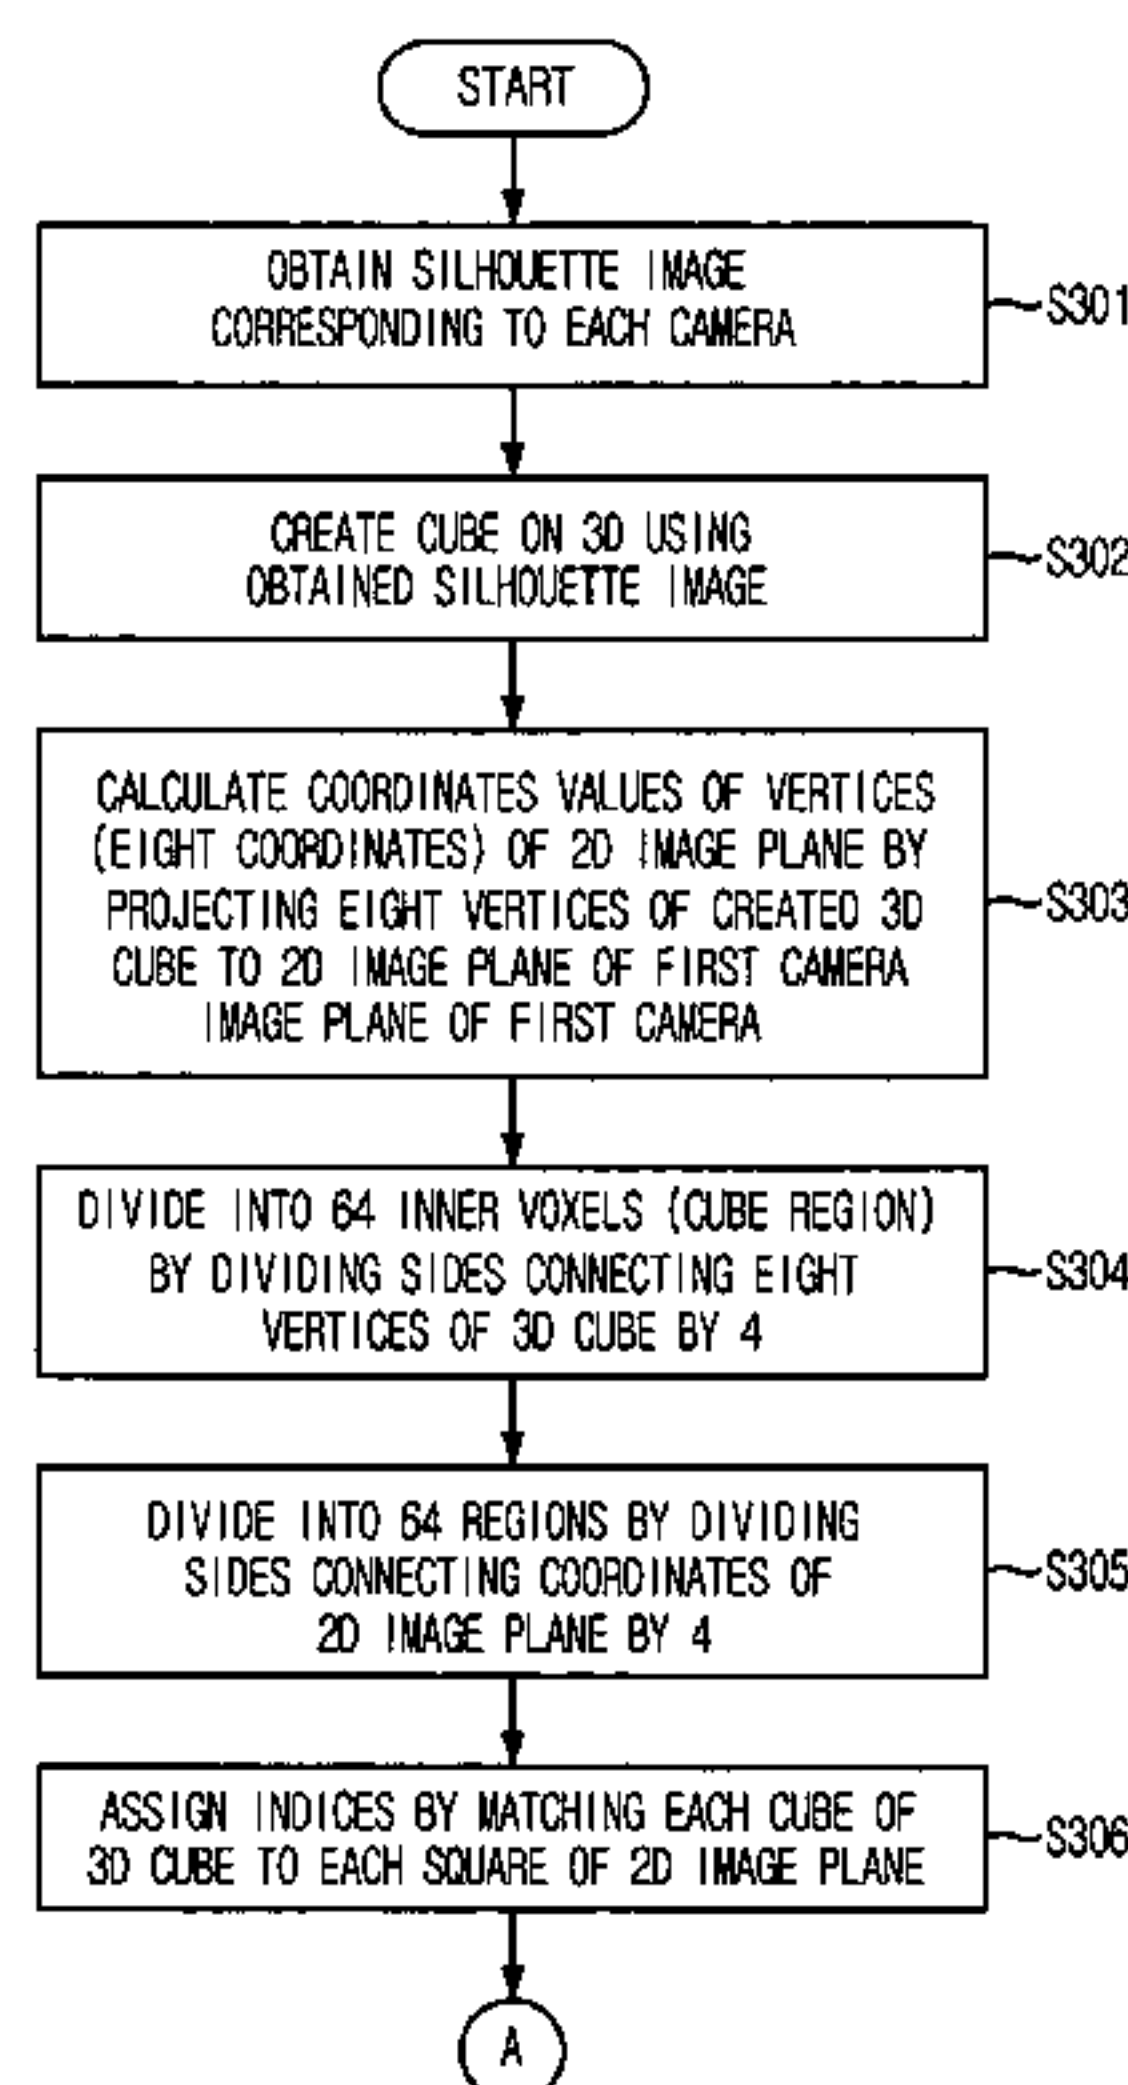 START
OBTAIN SILHOUETTE IMAGE
CORRESPONDING TO EACH CAMERA
S301
CREATE CUBE ON 3D USING
OBTAINED SILHOUETTE IMAGE
S302
CALCULATE COORDINATES VALUES OF VERTICES
(EIGHT COORDINATES) OF 2D IMAGE PLANE BY
PROJECTING EIGHT VERTICES OF CREATED 3D
CUBE TO 2D IMAGE PLANE OF FIRST CAMERA
IMAGE PLANE OF FIRST CAMERA
S303
DIVIDE INTO 64 INNER VOXELS (CUBE REGION)
BY DIVIDING SIDES CONNECTING EIGHT
VERTICES OF 3D CUBE BY 4
S304
DIVIDE INTO 64 REGIONS BY DIVIDING
SIDES CONNECTING COORDINATES OF
2D IMAGE PLANE BY 4
S305
ASSIGN INDICES BY MATCHING EACH CUBE OF
3D CUBE TO EACH SQUARE OF 2D IMAGE PLANE
S306
A